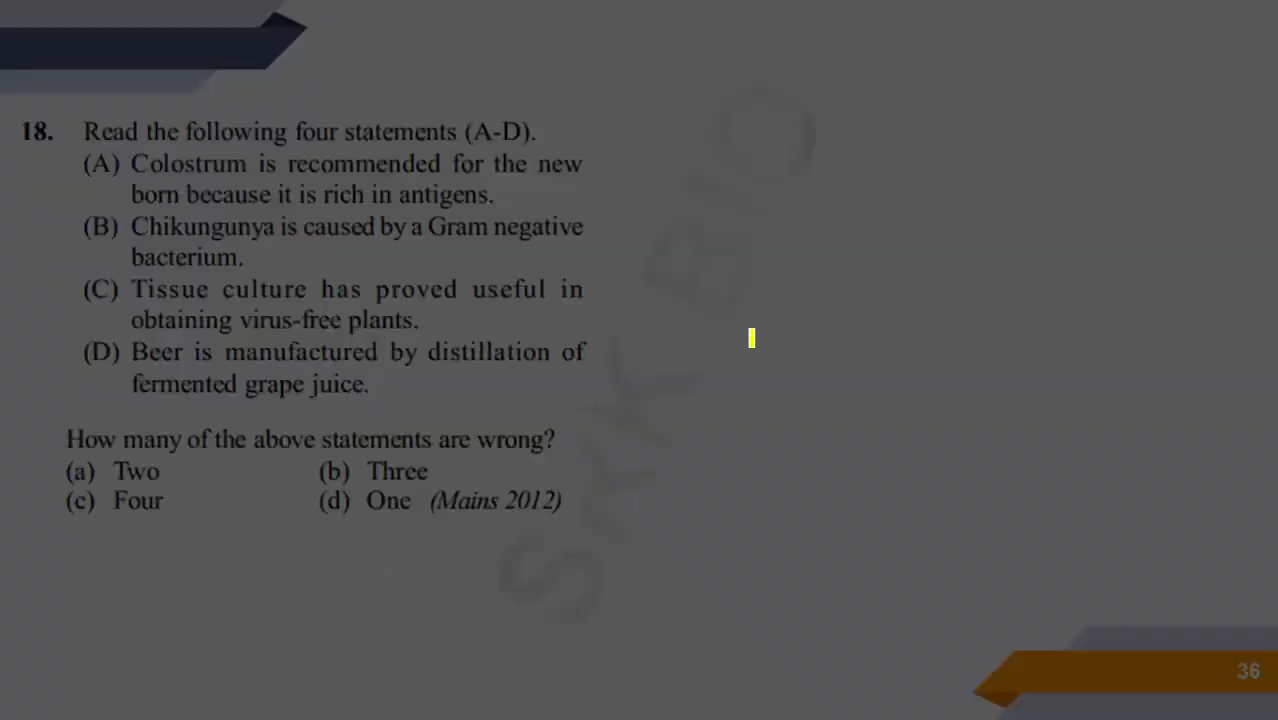 18. Read the following four statements (A-D).
(A) Colostrum is recommended for the new
born because it is rich in antigens.
(B) Chikungunya is caused by a Gram negative
bacterium.
(C) Tissue culture has proved useful in
obtaining virus-free plants.
(D) Beer is manufactured by distillation of
fermented grape juice.
How many of the above statements are wrong?
(a) Two (b) Three
(c) Four (d) One (Mains 2012)
SYK BIO
36